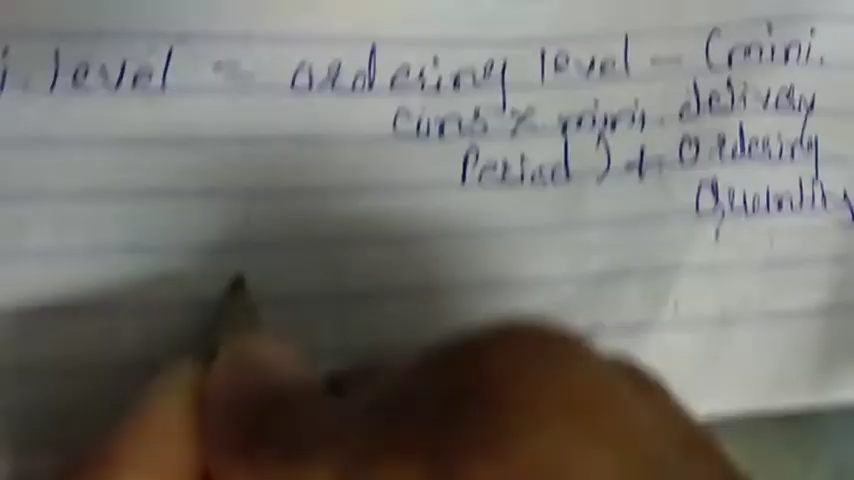 i. level = ordering level - (mini.
cons x mini. delivery
Period) + ordering
Quantity